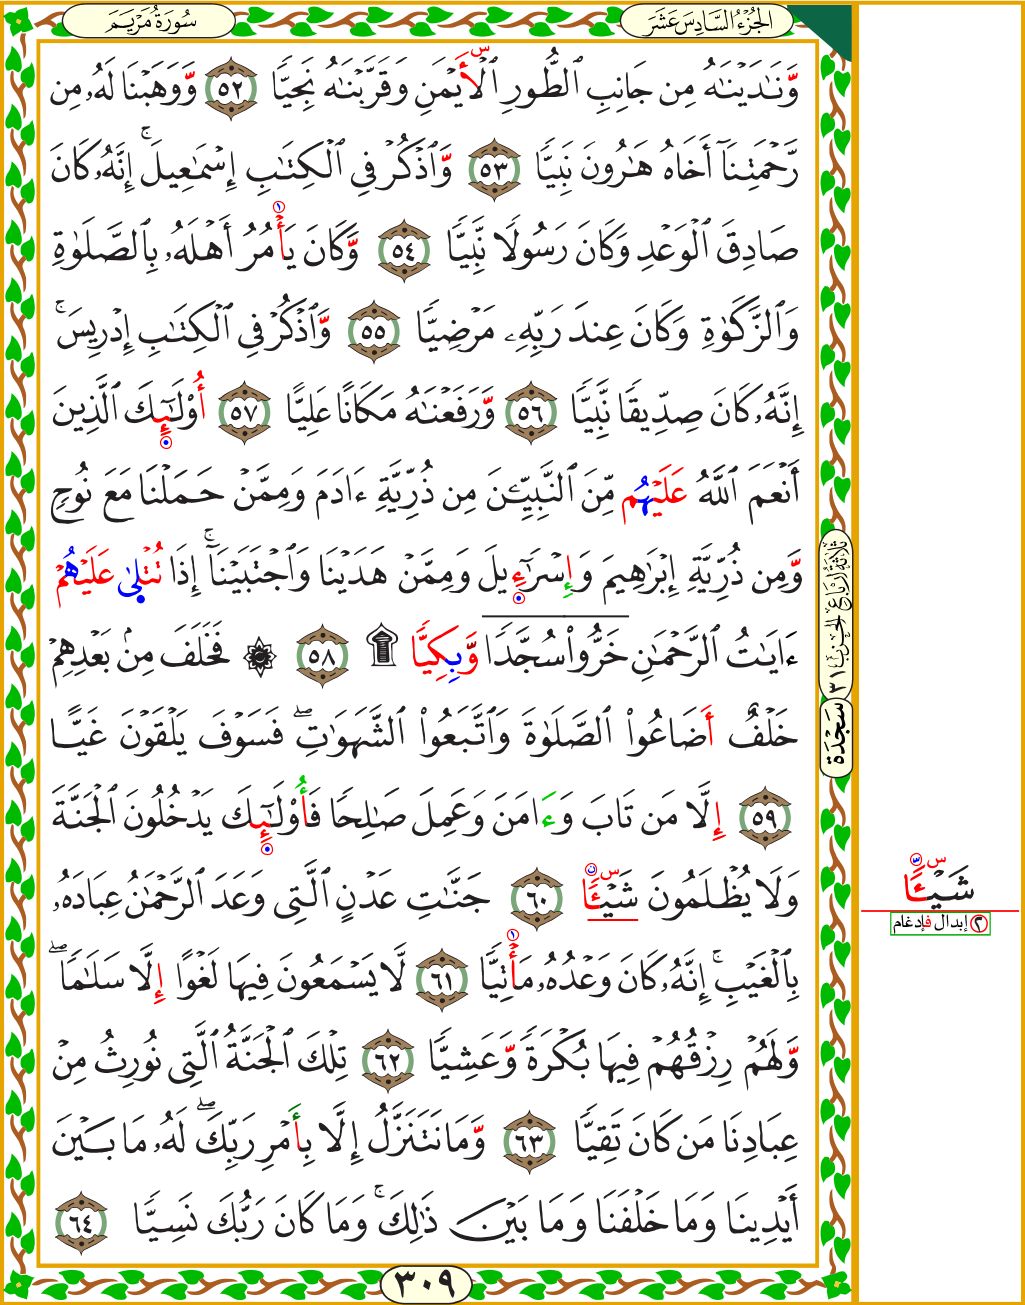 سُورَةُ مَرْيَم
الجُزْءُ السَّادِسَ عَشَرَ
وَّنَٰدَيۡنَٰهُ مِن جَانِبِ ٱلطُّورِ ٱلۡأَيۡمَنِ وَقَرَّبۡنَٰهُ نَجِيّٗا ٥٢ وَّوَهَبۡنَا لَهُۥ مِن
رَّحۡمَتِنَآ أَخَاهُ هَٰرُونَ نَبِيّٗا ٥٣ وَّٱذۡكُرۡ فِي ٱلۡكِتَٰبِ إِسۡمَٰعِيلَۚ إِنَّهُۥ كَانَ
صَادِقَ ٱلۡوَعۡدِ وَكَانَ رَسُولٗا نَّبِيّٗا ٥٤ وَّكَانَ يَأۡمُرُ أَهۡلَهُۥ بِٱلصَّلَوٰةِ
وَٱلزَّكَوٰةِ وَكَانَ عِندَ رَبِّهِۦ مَرۡضِيّٗا ٥٥ وَّٱذۡكُرۡ فِي ٱلۡكِتَٰبِ إِدۡرِيسَۚ
إِنَّهُۥ كَانَ صِدِّيقٗا نَّبِيّٗا ٥٦ وَّرَفَعۡنَٰهُ مَكَانًا عَلِيًّا ٥٧ أُوْلَٰٓئِكَ ٱلَّذِينَ
أَنۡعَمَ ٱللَّهُ عَلَيۡهُم مِّنَ ٱلنَّبِيِّـۧنَ مِن ذُرِّيَّةِ ءَادَمَ وَمِمَّنۡ حَمَلۡنَا مَعَ نُوحٖ
وَّمِن ذُرِّيَّةِ إِبۡرَٰهِيمَ وَإِسۡرَٰٓءِيلَ وَمِمَّنۡ هَدَيۡنَا وَٱجۡتَبَيۡنَآۚ إِذَا تُتۡلَىٰ عَلَيۡهُمۡ
ءَايَٰتُ ٱلرَّحۡمَٰنِ خَرُّواْ سُجَّدٗا وَّبِكِيّٗا ۩ ٥٨ ۞ فَخَلَفَ مِنۢ بَعۡدِهِمۡ
خَلۡفٌ أَضَاعُواْ ٱلصَّلَوٰةَ وَٱتَّبَعُواْ ٱلشَّهَوَٰتِۖ فَسَوۡفَ يَلۡقَوۡنَ غَيًّا
٥٩ إِلَّا مَن تَابَ وَءَامَنَ وَعَمِلَ صَٰلِحٗا فَأُوْلَٰٓئِكَ يَدۡخُلُونَ ٱلۡجَنَّةَ
وَلَا يُظۡلَمُونَ شَيۡـٔٗا ٦٠ جَنَّٰتِ عَدۡنٍ ٱلَّتِي وَعَدَ ٱلرَّحۡمَٰنُ عِبَادَهُۥ
بِٱلۡغَيۡبِۚ إِنَّهُۥ كَانَ وَعۡدُهُۥ مَأۡتِيّٗا ٦١ لَّا يَسۡمَعُونَ فِيهَا لَغۡوًا إِلَّا سَلَٰمٗاۖ
وَّلَهُمۡ رِزۡقُهُمۡ فِيهَا بُكۡرَةٗ وَّعَشِيّٗا ٦٢ تِلۡكَ ٱلۡجَنَّةُ ٱلَّتِي نُورِثُ مِنۡ
عِبَادِنَا مَن كَانَ تَقِيّٗا ٦٣ وَّمَا نَتَنَزَّلُ إِلَّا بِأَمۡرِ رَبِّكَۖ لَهُۥ مَا بَيۡنَ
أَيۡدِينَا وَمَا خَلۡفَنَا وَمَا بَيۡنَ ذَٰلِكَۚ وَمَا كَانَ رَبُّكَ نَسِيّٗا ٦٤
ثلاثة أرباع الحزب ٣١
سَجْدَة
شَيۡـٔٗا
٢ إبدال فإدغام
٣٠٩